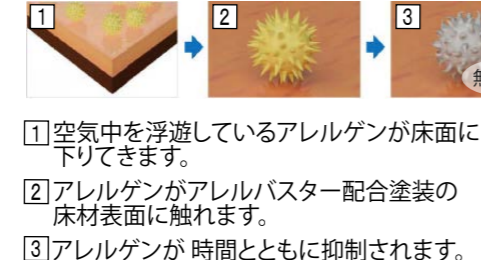 1 2 3
無
1 空気中を浮遊しているアレルゲンが床面に
下りてきます。
2 アレルゲンがアレルバスター配合塗装の
床材表面に触れます。
3 アレルゲンが 時間とともに抑制されます。